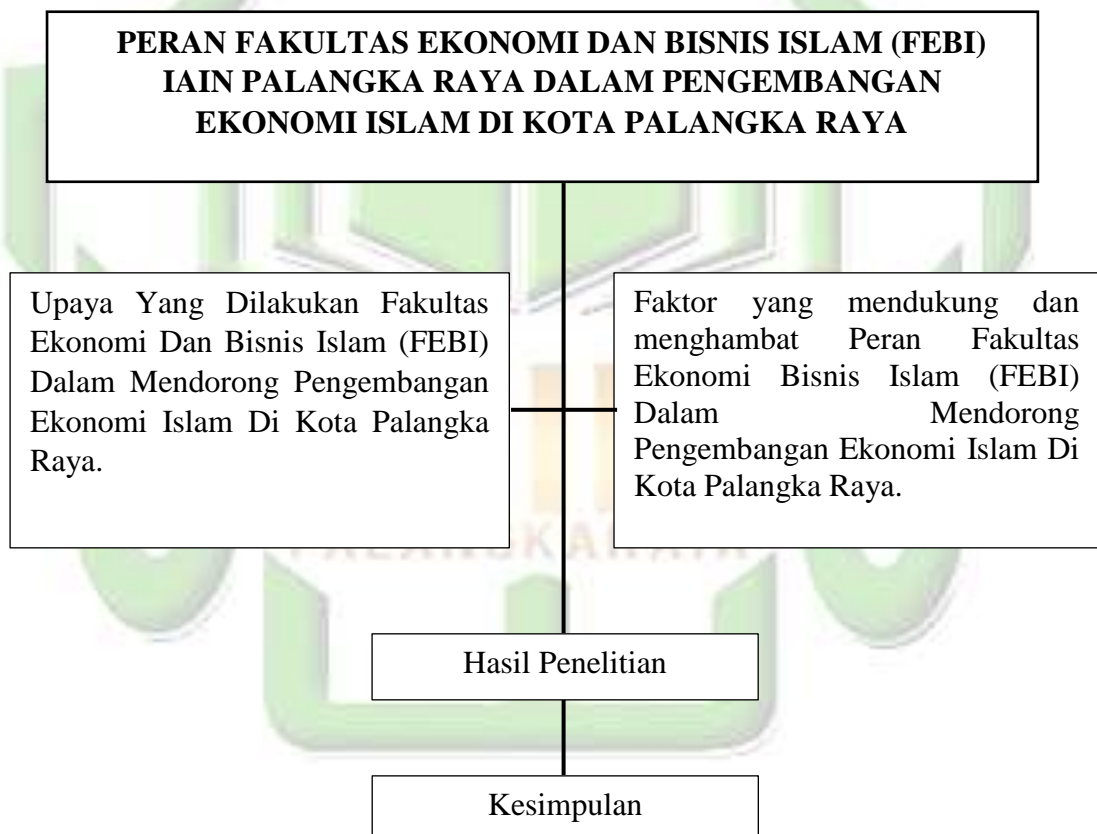 PERAN FAKULTAS EKONOMI DAN BISNIS ISLAM (FEBI)
IAIN PALANGKA RAYA DALAM PENGEMBANGAN
EKONOMI ISLAM DI KOTA PALANGKA RAYA
Upaya Yang Dilakukan Fakultas
Ekonomi Dan Bisnis Islam (FEBI)
Dalam Mendorong Pengembangan
Ekonomi Islam Di Kota Palangka
Raya.
Faktor yang mendukung dan
menghambat Peran Fakultas
Ekonomi Bisnis Islam (FEBI)
Dalam Mendorong
Pengembangan Ekonomi Islam Di
Kota Palangka Raya.
PALANGKARAYA
Hasil Penelitian
Kesimpulan